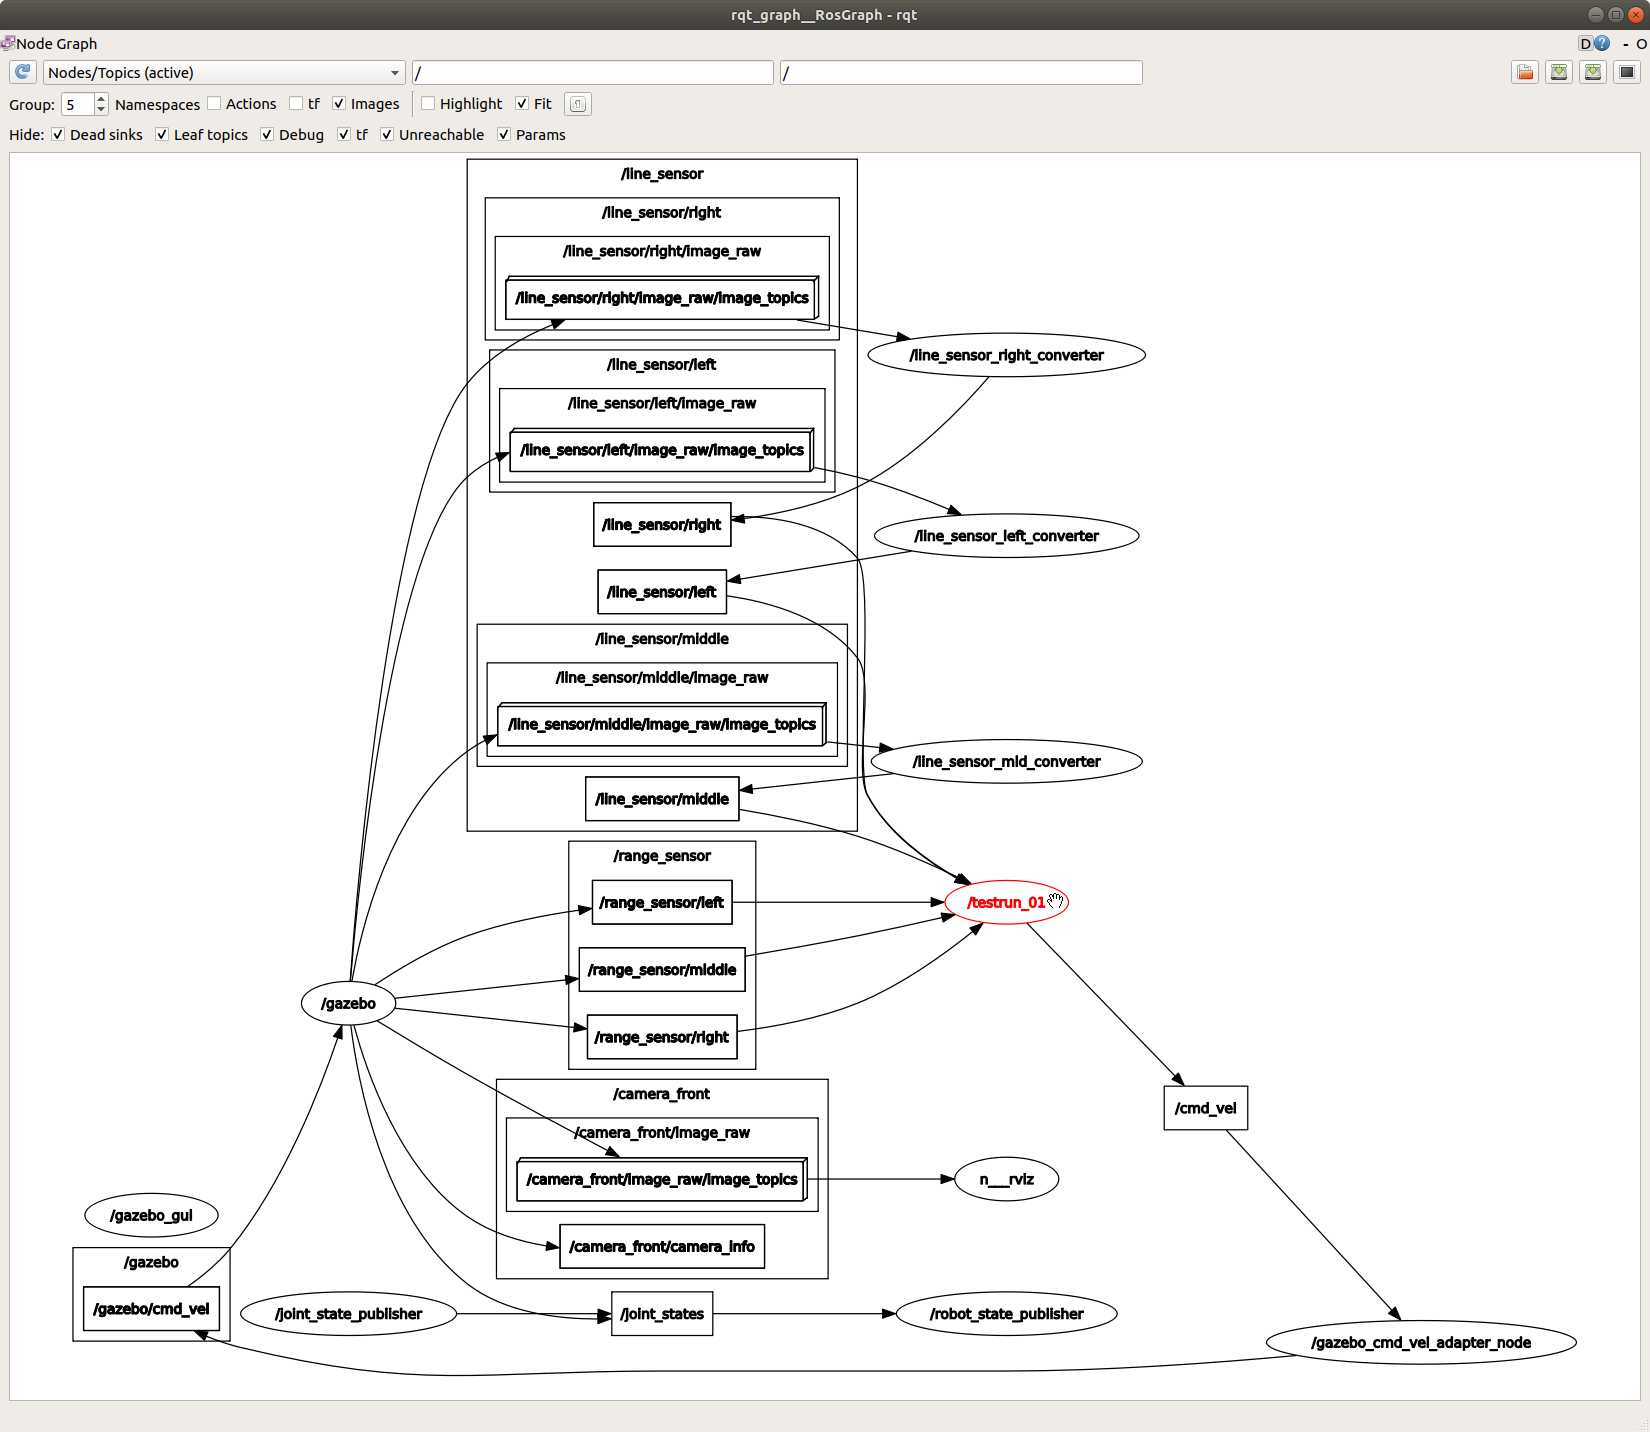 rqt_graph__RosGraph - rqt
Node Graph
D
?
- O
Nodes/Topics (active)
/
/
Group: 5 Namespaces Actions tf Images Highlight Fit
Hide: Dead sinks Leaf topics Debug tf Unreachable Params
/line_sensor
/line_sensor/right
/line_sensor/right/image_raw
/line_sensor/right/image_raw/image_topics
/line_sensor_right_converter
/line_sensor/left
/line_sensor/left/image_raw
/line_sensor/left/image_raw/image_topics
/line_sensor/right
/line_sensor_left_converter
/line_sensor/left
/line_sensor/middle
/line_sensor/middle/image_raw
/line_sensor/middle/image_raw/image_topics
/line_sensor_mid_converter
/line_sensor/middle
/range_sensor
/range_sensor/left
/testrun_01
/range_sensor/middle
/gazebo
/range_sensor/right
/camera_front
/cmd_vel
/camera_front/image_raw
/camera_front/image_raw/image_topics
n___rviz
/gazebo_gui
/camera_front/camera_info
/gazebo
/gazebo/cmd_vel
/joint_state_publisher
/joint_states
/robot_state_publisher
/gazebo_cmd_vel_adapter_node